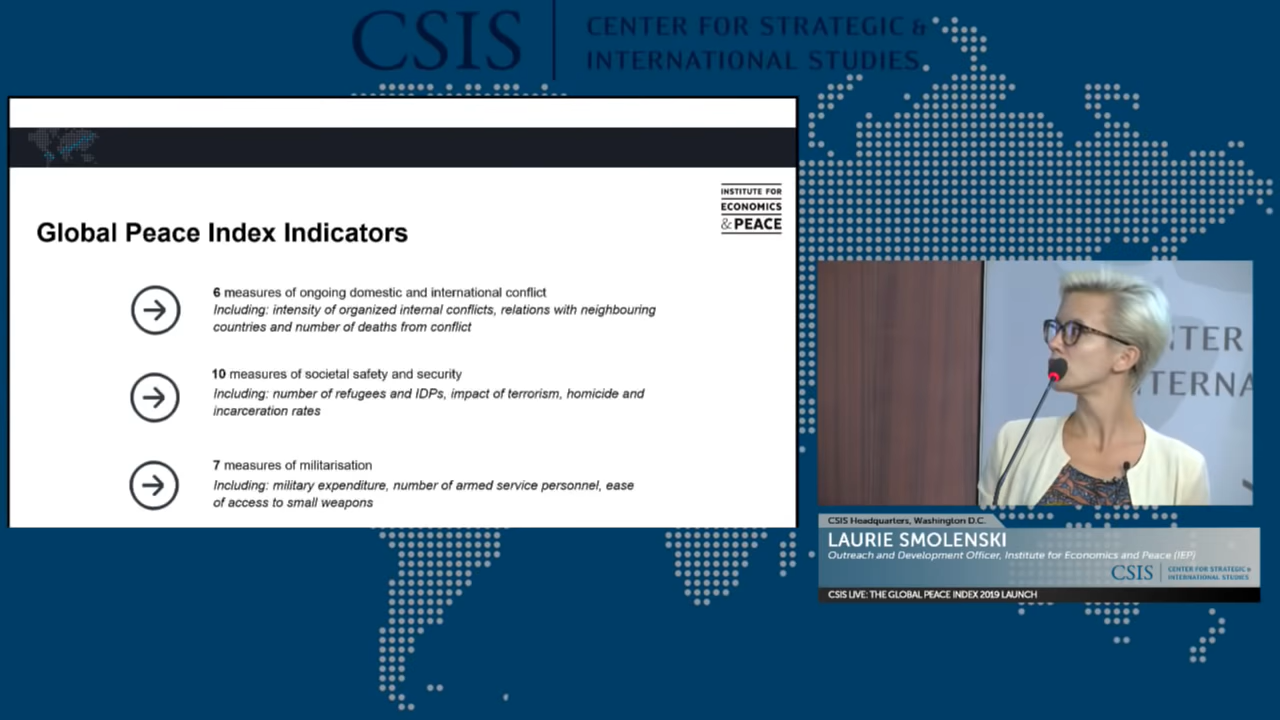 CSIS
CENTER FOR STRATEGIC &
INTERNATIONAL STUDIES
INSTITUTE FOR
ECONOMICS
& PEACE
Global Peace Index Indicators
6 measures of ongoing domestic and international conflict
Including: intensity of organized internal conflicts, relations with neighbouring
countries and number of deaths from conflict
10 measures of societal safety and security
Including: number of refugees and IDPs, impact of terrorism, homicide and
incarceration rates
7 measures of militarisation
Including: military expenditure, number of armed service personnel, ease
of access to small weapons
NTER
TERNA
CSIS Headquarters, Washington D.C.
LAURIE SMOLENSKI
Outreach and Development Officer, Institute for Economics and Peace (IEP)
CSIS
CENTER FOR STRATEGIC &
INTERNATIONAL STUDIES
CSIS LIVE: THE GLOBAL PEACE INDEX 2019 LAUNCH